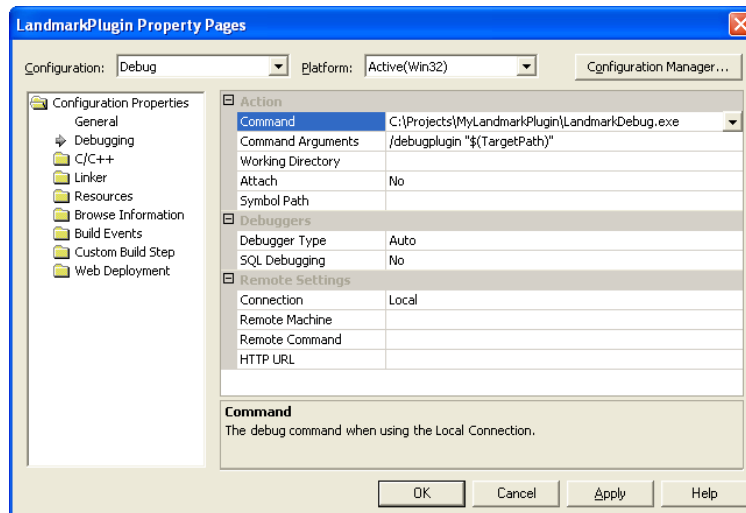 LandmarkPlugin Property Pages
Configuration: Debug Platform: Active(Win32) Configuration Manager...
Configuration Properties
General
Debugging
C/C++
Linker
Resources
Browse Information
Build Events
Custom Build Step
Web Deployment
Action
Command C:\Projects\MyLandmarkPlugin\LandmarkDebug.exe
Command Arguments /debugplugin "$(TargetPath)"
Working Directory
Attach No
Symbol Path
Debuggers
Debugger Type Auto
SQL Debugging No
Remote Settings
Connection Local
Remote Machine
Remote Command
HTTP URL
Command
The debug command when using the Local Connection.
OK Cancel Apply Help